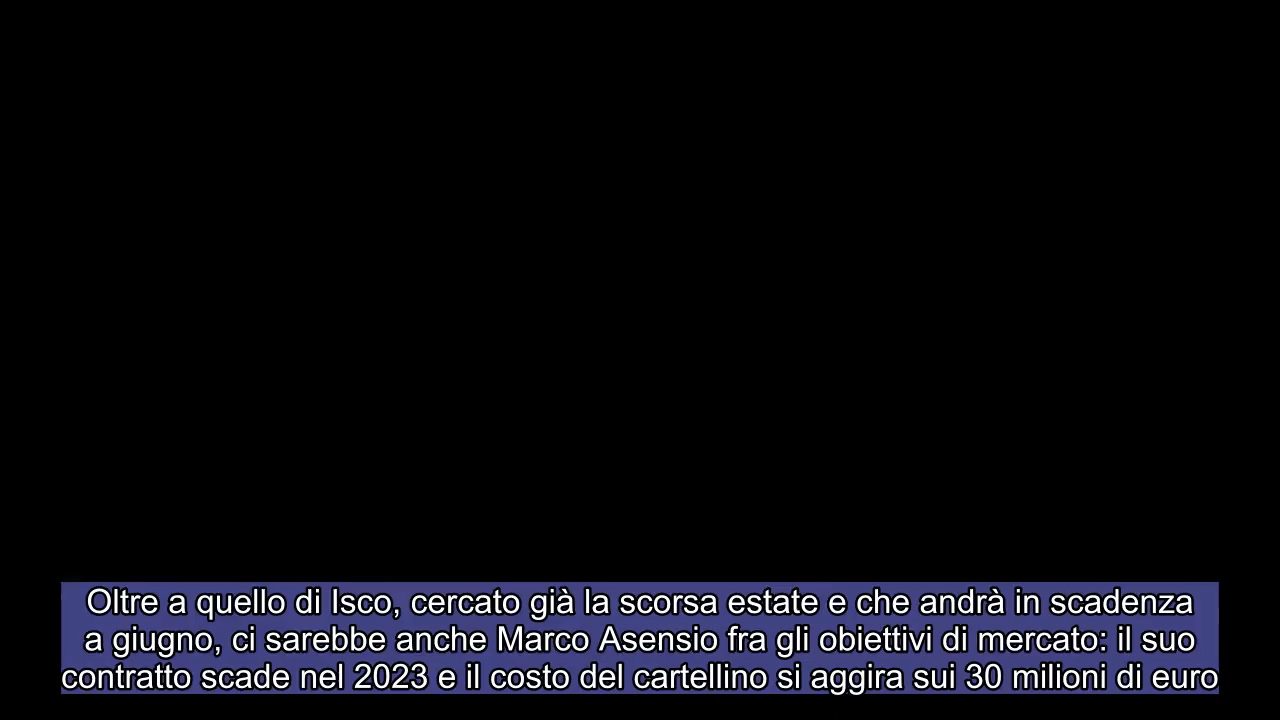 Oltre a quello di Isco, cercato già la scorsa estate e che andrà in scadenza
a giugno, ci sarebbe anche Marco Asensio fra gli obiettivi di mercato: il suo
contratto scade nel 2023 e il costo del cartellino si aggira sui 30 milioni di euro